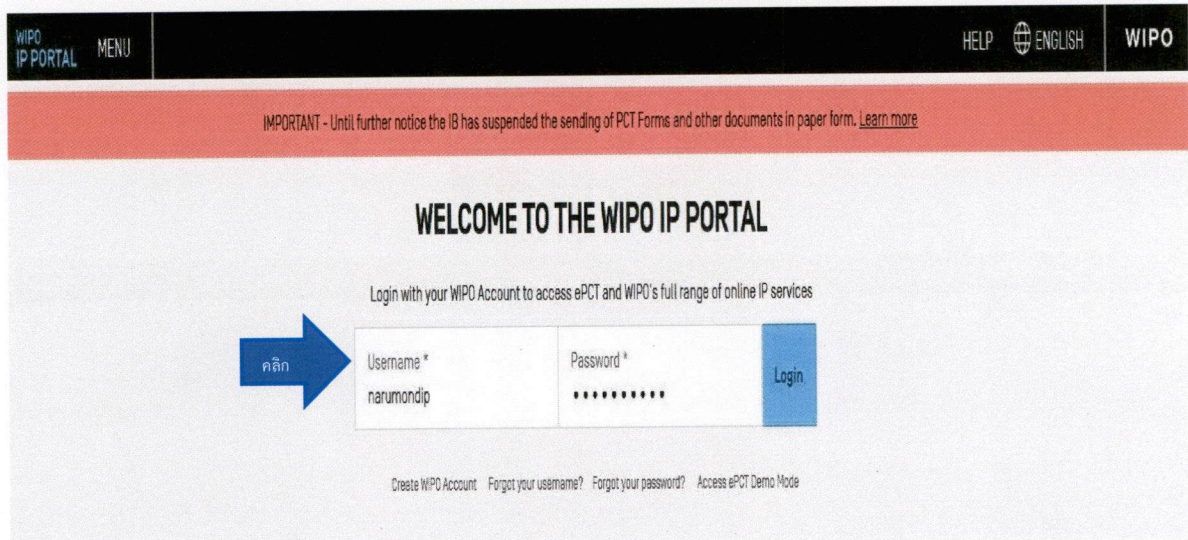 WIPO
IP PORTAL
MENU
HELP
ENGLISH
WIPO
IMPORTANT - Until further notice the IB has suspended the sending of PCT Forms and other documents in paper form. Learn more
WELCOME TO THE WIPO IP PORTAL
Login with your WIPO Account to access ePCT and WIPO's full range of online IP services
คลิก
Username *
narumondip
Password *
••••••••••
Login
Create WIPO Account Forgot your username? Forgot your password? Access ePCT Demo Mode